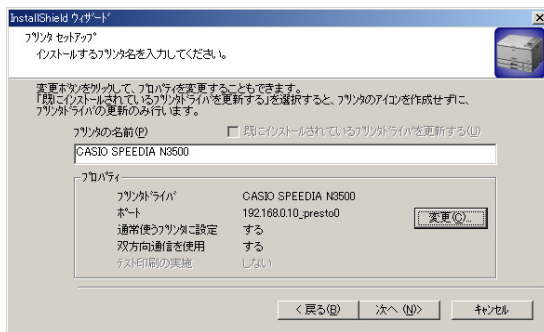 InstallShield ウィザード
プリンタ セットアップ
インストールするプリンタ名を入力してください。
変更ボタンをクリックして、プロパティを変更することもできます。
「既にインストールされているプリンタドライバを更新する」を選択すると、プリンタのアイコンを作成せずに、
プリンタドライバの更新のみ行います。
プリンタの名前(P)
既にインストールされているプリンタドライバを更新する(U)
CASIO SPEEDIA N3500
プロパティ
プリンタドライバ CASIO SPEEDIA N3500
ポート 192.168.0.10_presto0
変更(C)...
通常使うプリンタに設定 する
双方向通信を使用 する
テスト印刷の実施 しない
< 戻る(B) 次へ (N)> キャンセル